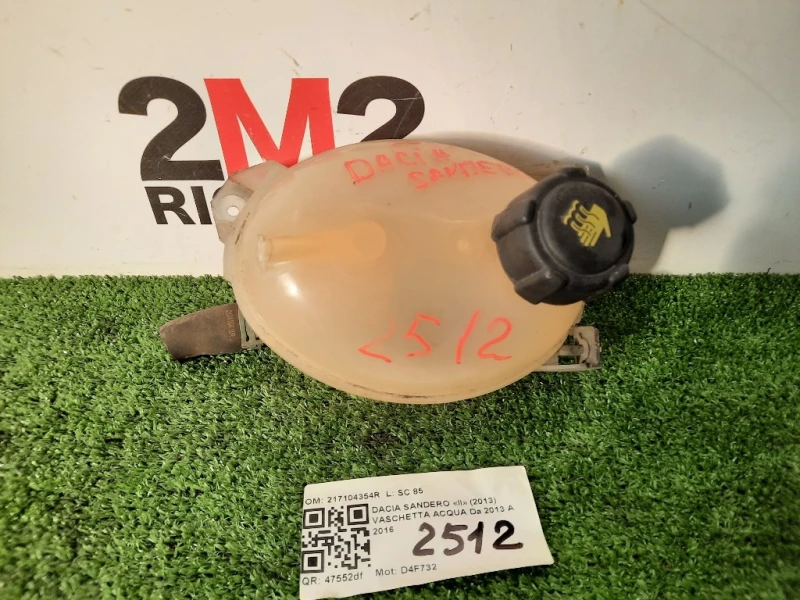 2M2
DACIA
SANDERO
2512
OM: 217104354R L: SC 85
DACIA SANDERO «II» (2013)
VASCHETTA ACQUA Da 2013 A
2016
2512
QR: 47552df Mot: D4F732